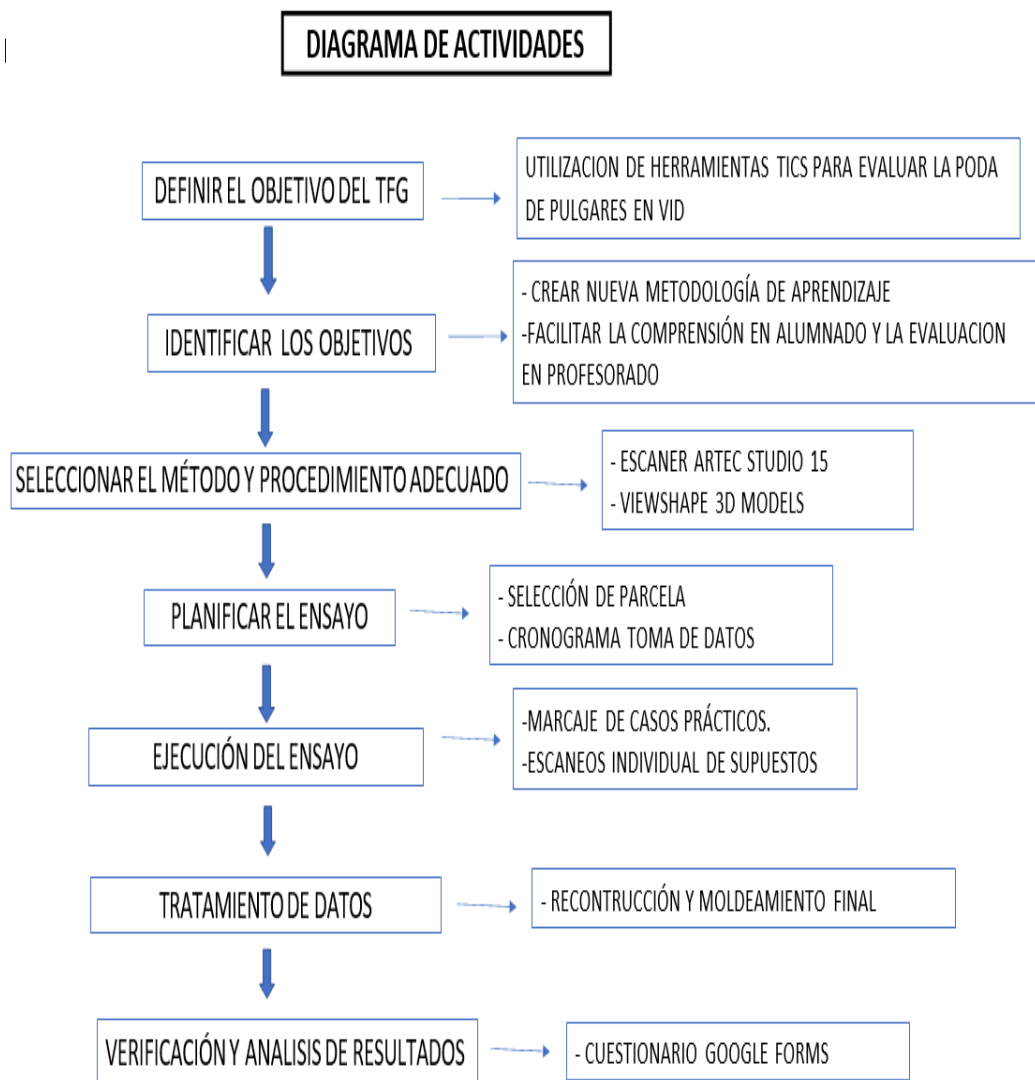 DIAGRAMA DE ACTIVIDADES
DEFINIR EL OBJETIVO DEL TFG
UTILIZACION DE HERRAMIENTAS TICS PARA EVALUAR LA PODA
DE PULGARES EN VID
IDENTIFICAR LOS OBJETIVOS
- CREAR NUEVA METODOLOGÍA DE APRENDIZAJE
-FACILITAR LA COMPRENSIÓN EN ALUMNADO Y LA EVALUACION
EN PROFESORADO
SELECCIONAR EL MÉTODO Y PROCEDIMIENTO ADECUADO
- ESCANER ARTEC STUDIO 15
- VIEWSHAPE 3D MODELS
PLANIFICAR EL ENSAYO
- SELECCIÓN DE PARCELA
- CRONOGRAMA TOMA DE DATOS
EJECUCIÓN DEL ENSAYO
-MARCAJE DE CASOS PRÁCTICOS.
-ESCANEOS INDIVIDUAL DE SUPUESTOS
TRATAMIENTO DE DATOS
- RECONTRUCCIÓN Y MOLDEAMIENTO FINAL
VERIFICACIÓN Y ANALISIS DE RESULTADOS
- CUESTIONARIO GOOGLE FORMS